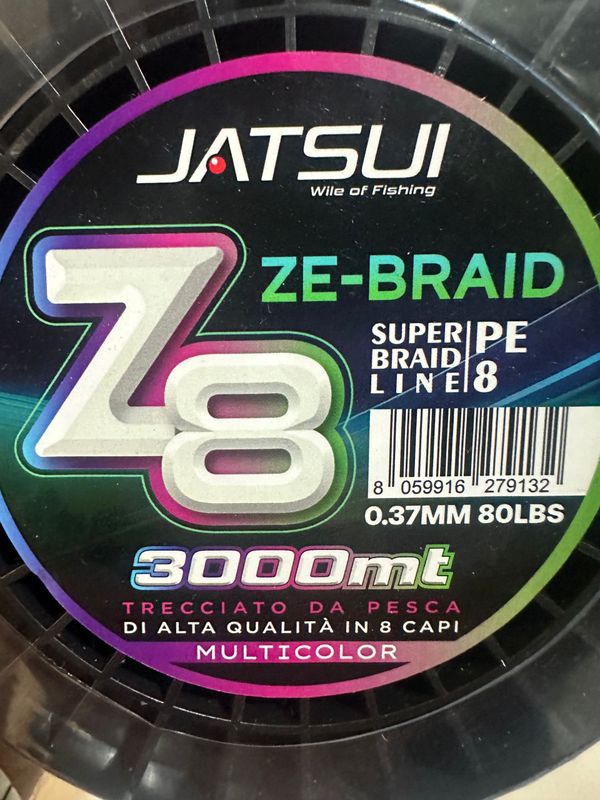 JATSUI
Wile of Fishing
Z8
ZE-BRAID
SUPER
BRAID
LINE
PE
8
8 059916 279132
0.37MM 80LBS
3000mt
TRECCIATO DA PESCA
DI ALTA QUALITÀ IN 8 CAPI
MULTICOLOR